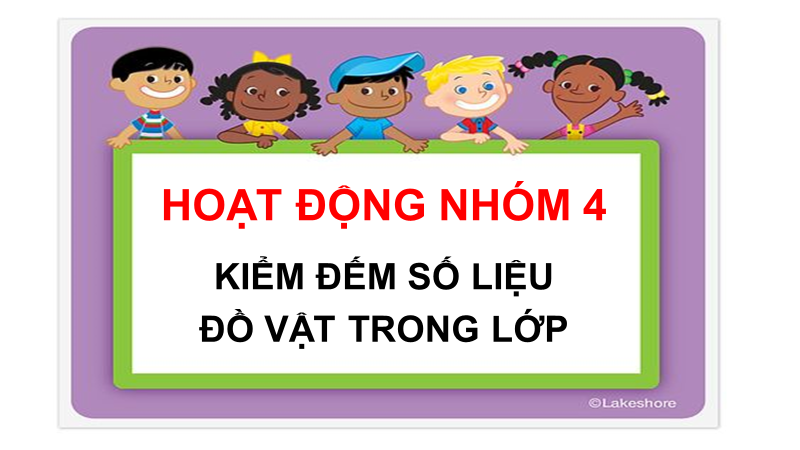 HOẠT ĐỘNG NHÓM 4
KIỂM ĐẾM SỐ LIỆU
ĐỒ VẬT TRONG LỚP
©Lakeshore